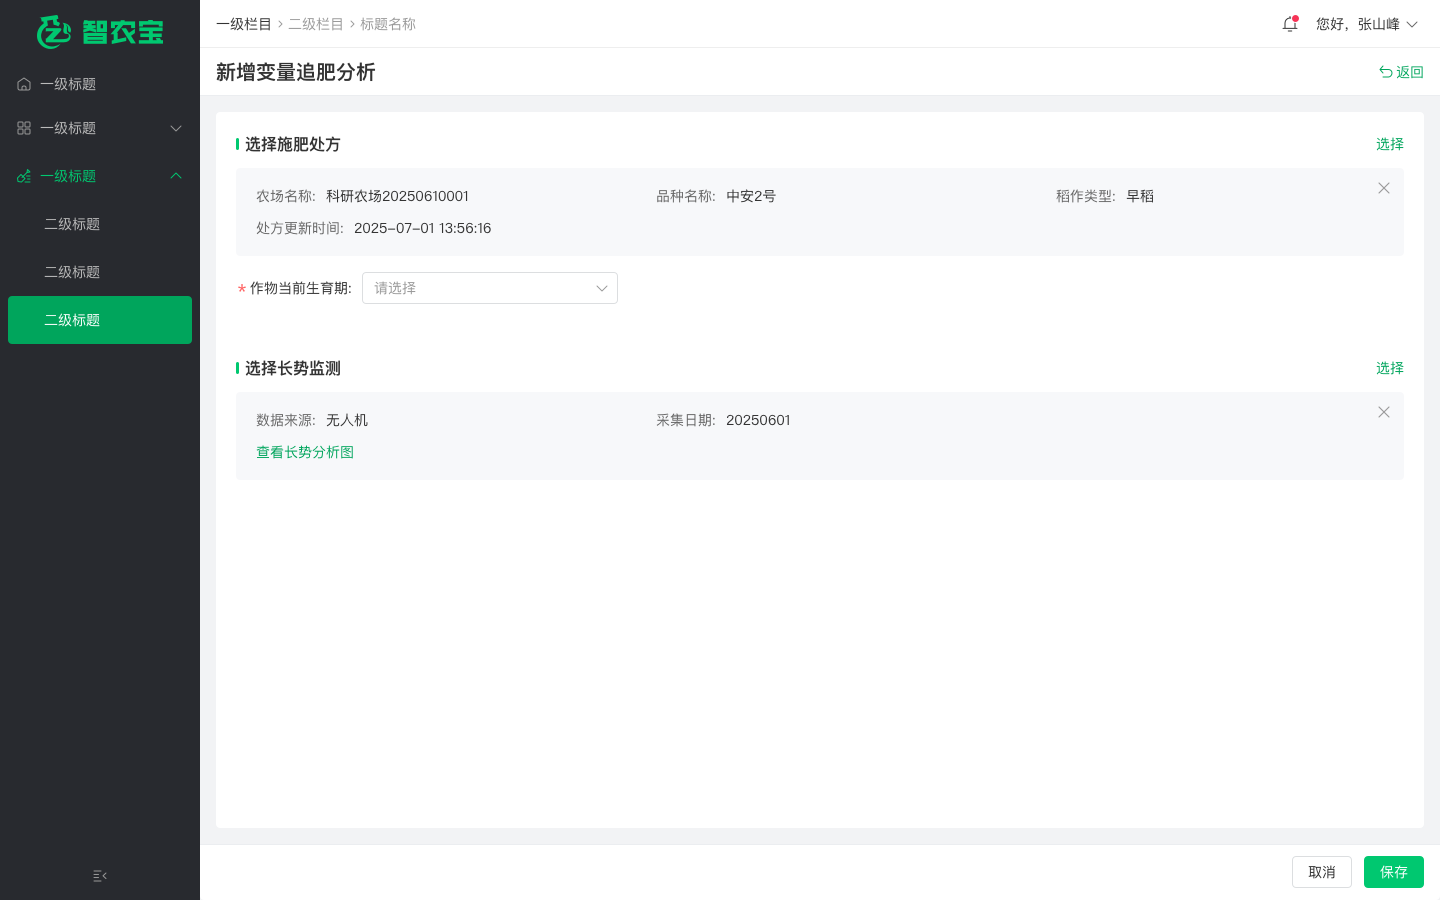 智农宝
一级标题
一级标题
一级标题
二级标题
二级标题
二级标题
一级栏目 > 二级栏目 > 标题名称
您好，张山峰
新增变量追肥分析
返回
选择施肥处方
选择
农场名称: 科研农场20250610001
品种名称: 中安2号
稻作类型: 早稻
处方更新时间: 2025-07-01 13:56:16
* 作物当前生育期: 请选择
选择长势监测
选择
数据来源: 无人机
采集日期: 20250601
查看长势分析图
取消
保存